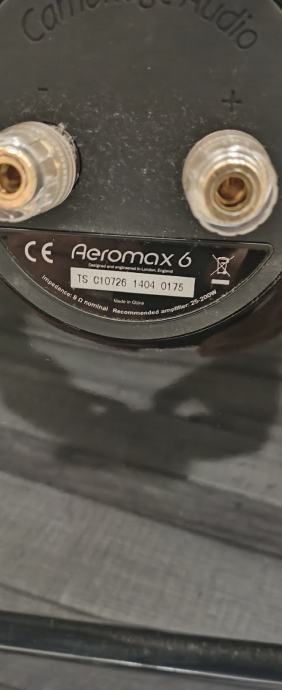 Cambridge Audio
- +
CE Aeromax 6
Designed and engineered in London, England
TS C10726 1404 0175
Made in China
Impedance: 8 Ω nominal Recommended amplifier: 25-200W